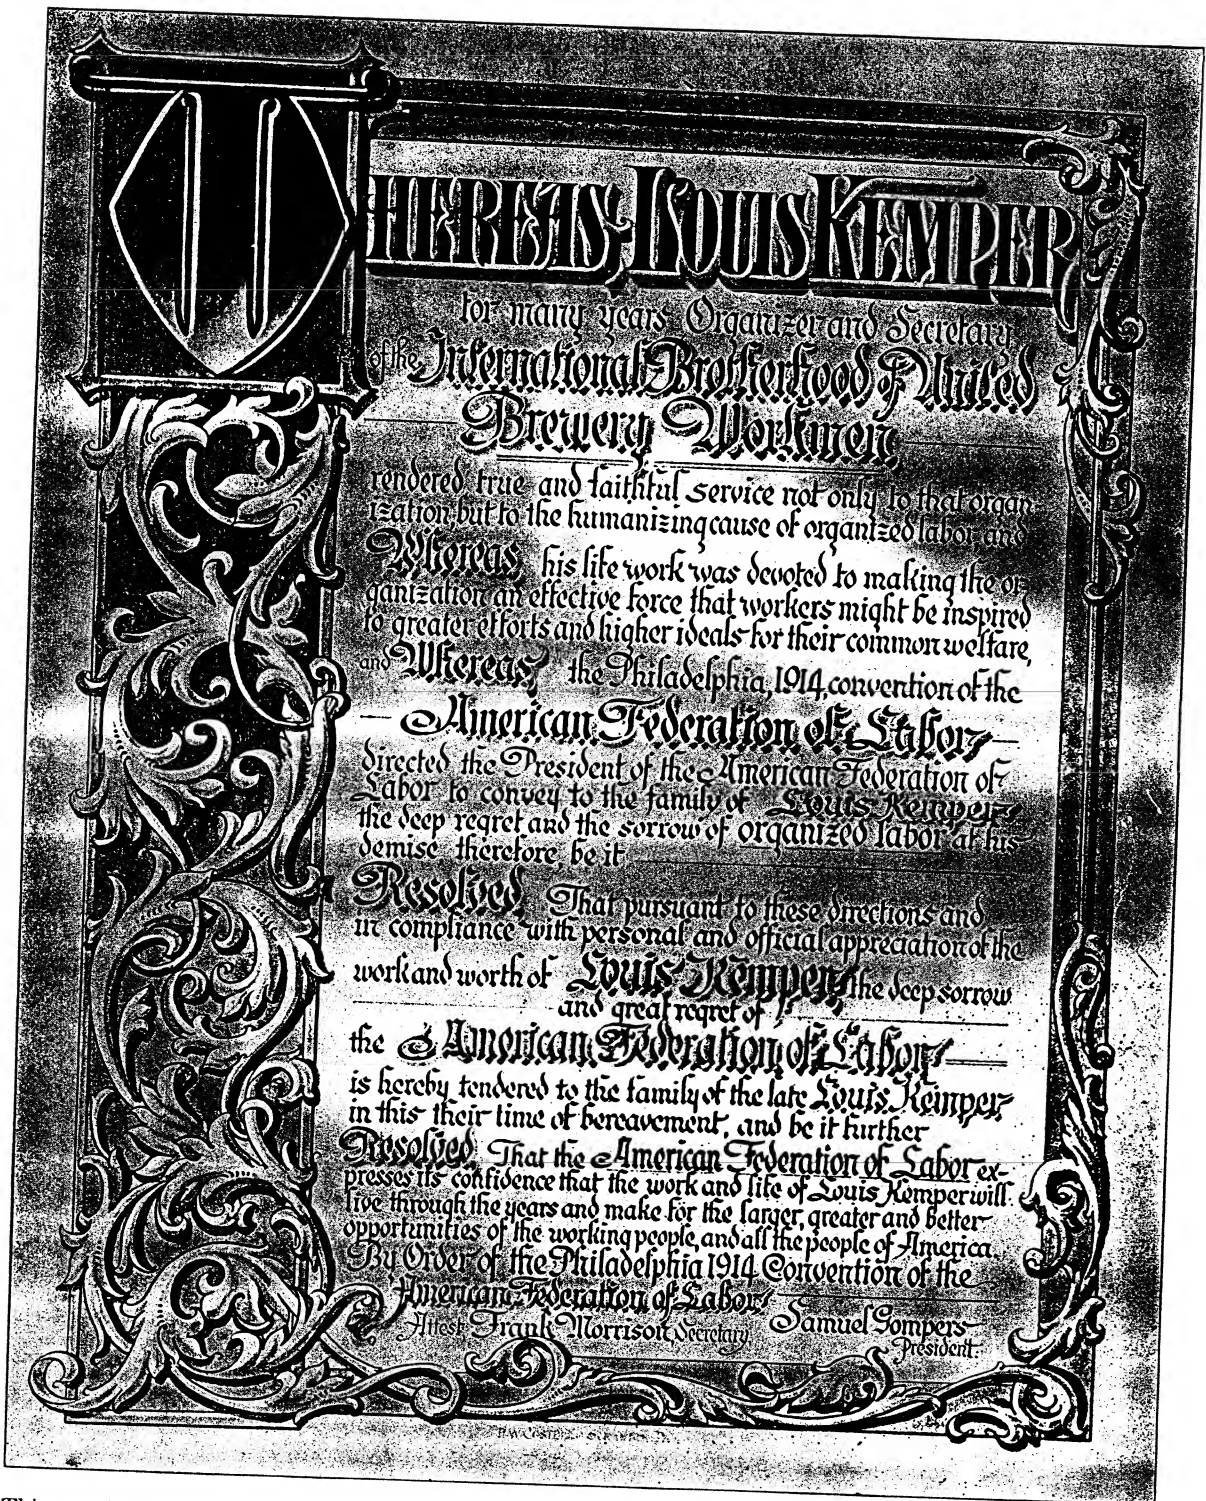 WHEREAS, LOUIS KEMPER
for many years Organizer and Secretary
of the International Brotherhood of United
Brewery Workmen
rendered true and faithful service not only to that organ-
ization, but to the humanizing cause of organized labor, and
Whereas, his life work was devoted to making the or-
ganization an effective force that workers might be inspired
to greater efforts and higher ideals for their common welfare,
and Whereas, the Philadelphia, 1914, convention of the
American Federation of Labor
directed the President of the American Federation of
Labor to convey to the family of Louis Kemper
the deep regret and the sorrow of organized labor at his
demise therefore, be it
Resolved, That pursuant to these directions and
in compliance with personal and official appreciation of the
work and worth of Louis Kemper, the deep sorrow
and great regret of
the American Federation of Labor
is hereby tendered to the family of the late Louis Kemper
in this their time of bereavement, and be it further
Resolved, That the American Federation of Labor ex-
presses its confidence that the work and life of Louis Kemper will
live through the years and make for the larger, greater and better
opportunities of the working people, and all the people of America.
By Order of the Philadelphia 1914 Convention of the
American Federation of Labor
Attest Frank Morrison, Secretary. Samuel Gompers
President.